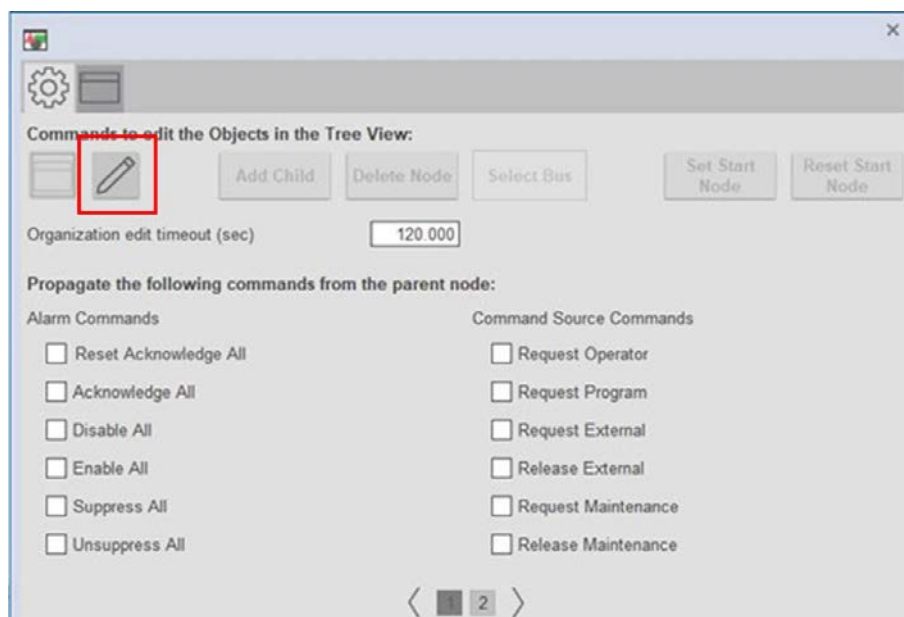 Commands to edit the Objects in the Tree View:
Add Child Delete Node Select Bus Set Start Node Reset Start Node
Organization edit timeout (sec) 120.000
Propagate the following commands from the parent node:
Alarm Commands Command Source Commands
Reset Acknowledge All Request Operator
Acknowledge All Request Program
Disable All Request External
Enable All Release External
Suppress All Request Maintenance
Unsuppress All Release Maintenance
1 2